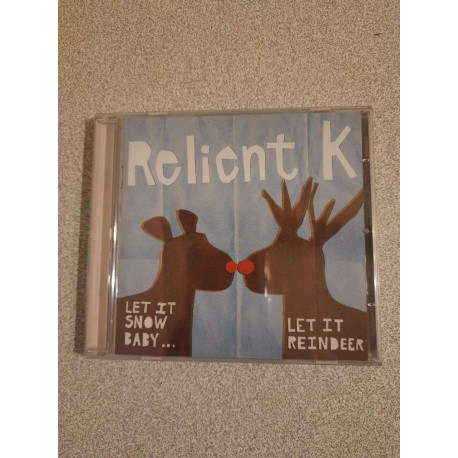 Relient K
LET IT
SNOW
BABY...
LET IT
REINDEER